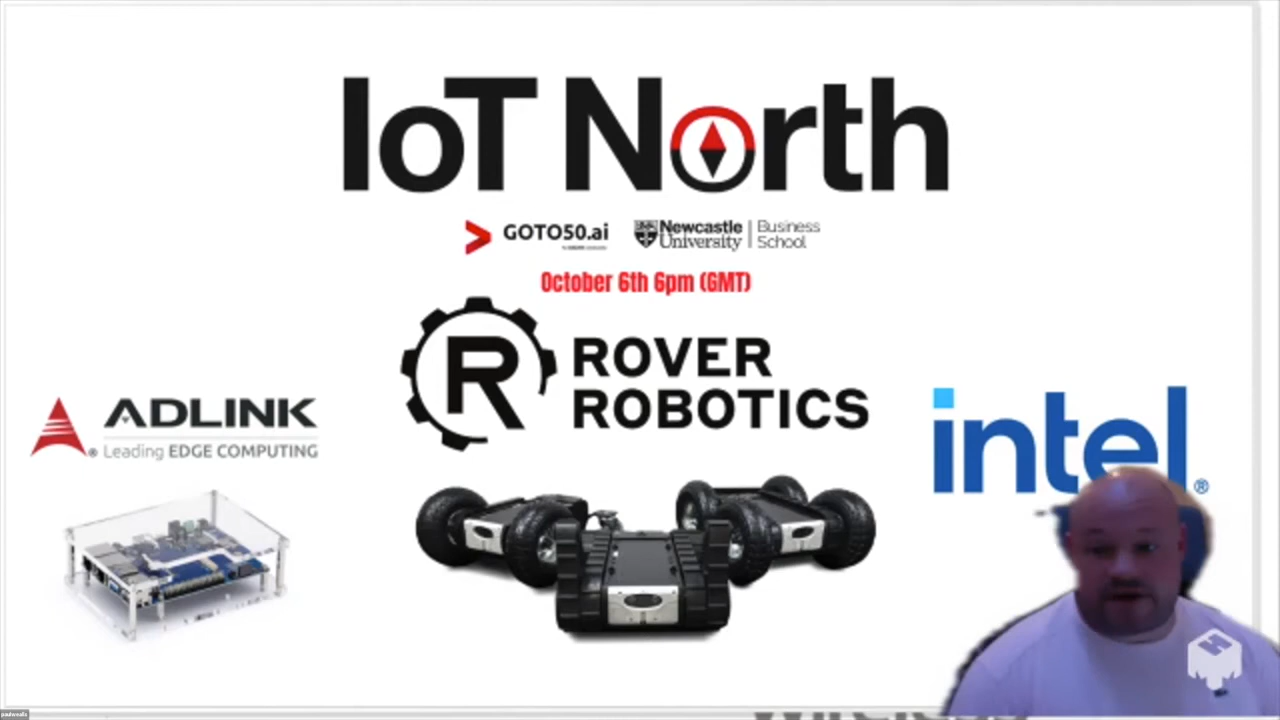 IoT North
GOTO50.ai
Newcastle University | Business School
October 6th 6pm (GMT)
R ROVER
ROBOTICS
ADLINK
Leading EDGE COMPUTING
intel®
paulwealls